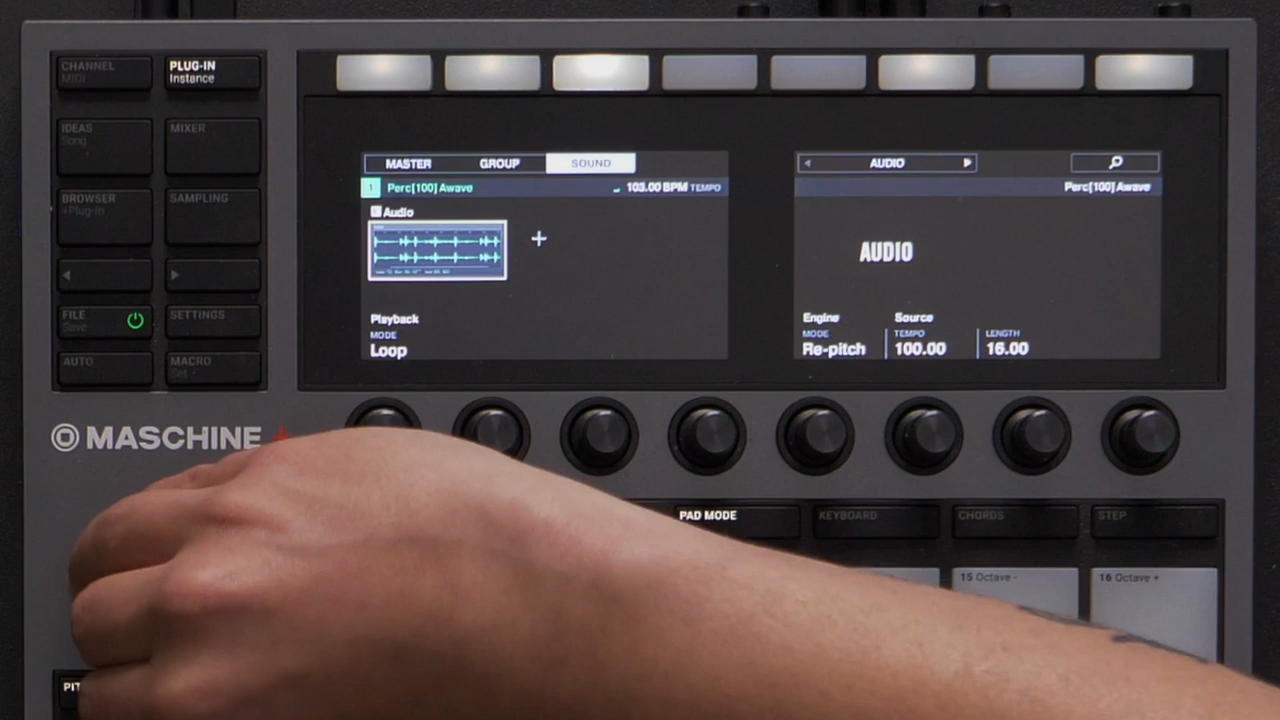 CHANNEL
MIDI
PLUG-IN
Instance
IDEAS
Song
MIXER
BROWSER
+Plug-in
SAMPLING
FILE
Save
SETTINGS
AUTO
MACRO
Set
MASCHINE
MASTER GROUP SOUND
1 Perc[100] Awave 103.00 BPM TEMPO
Audio
Playback
MODE
Loop
AUDIO
Perc[100] Awave
AUDIO
Engine Source
MODE TEMPO LENGTH
Re-pitch 100.00 16.00
PAD MODE KEYBOARD CHORDS STEP
15 Octave - 16 Octave +
PIT